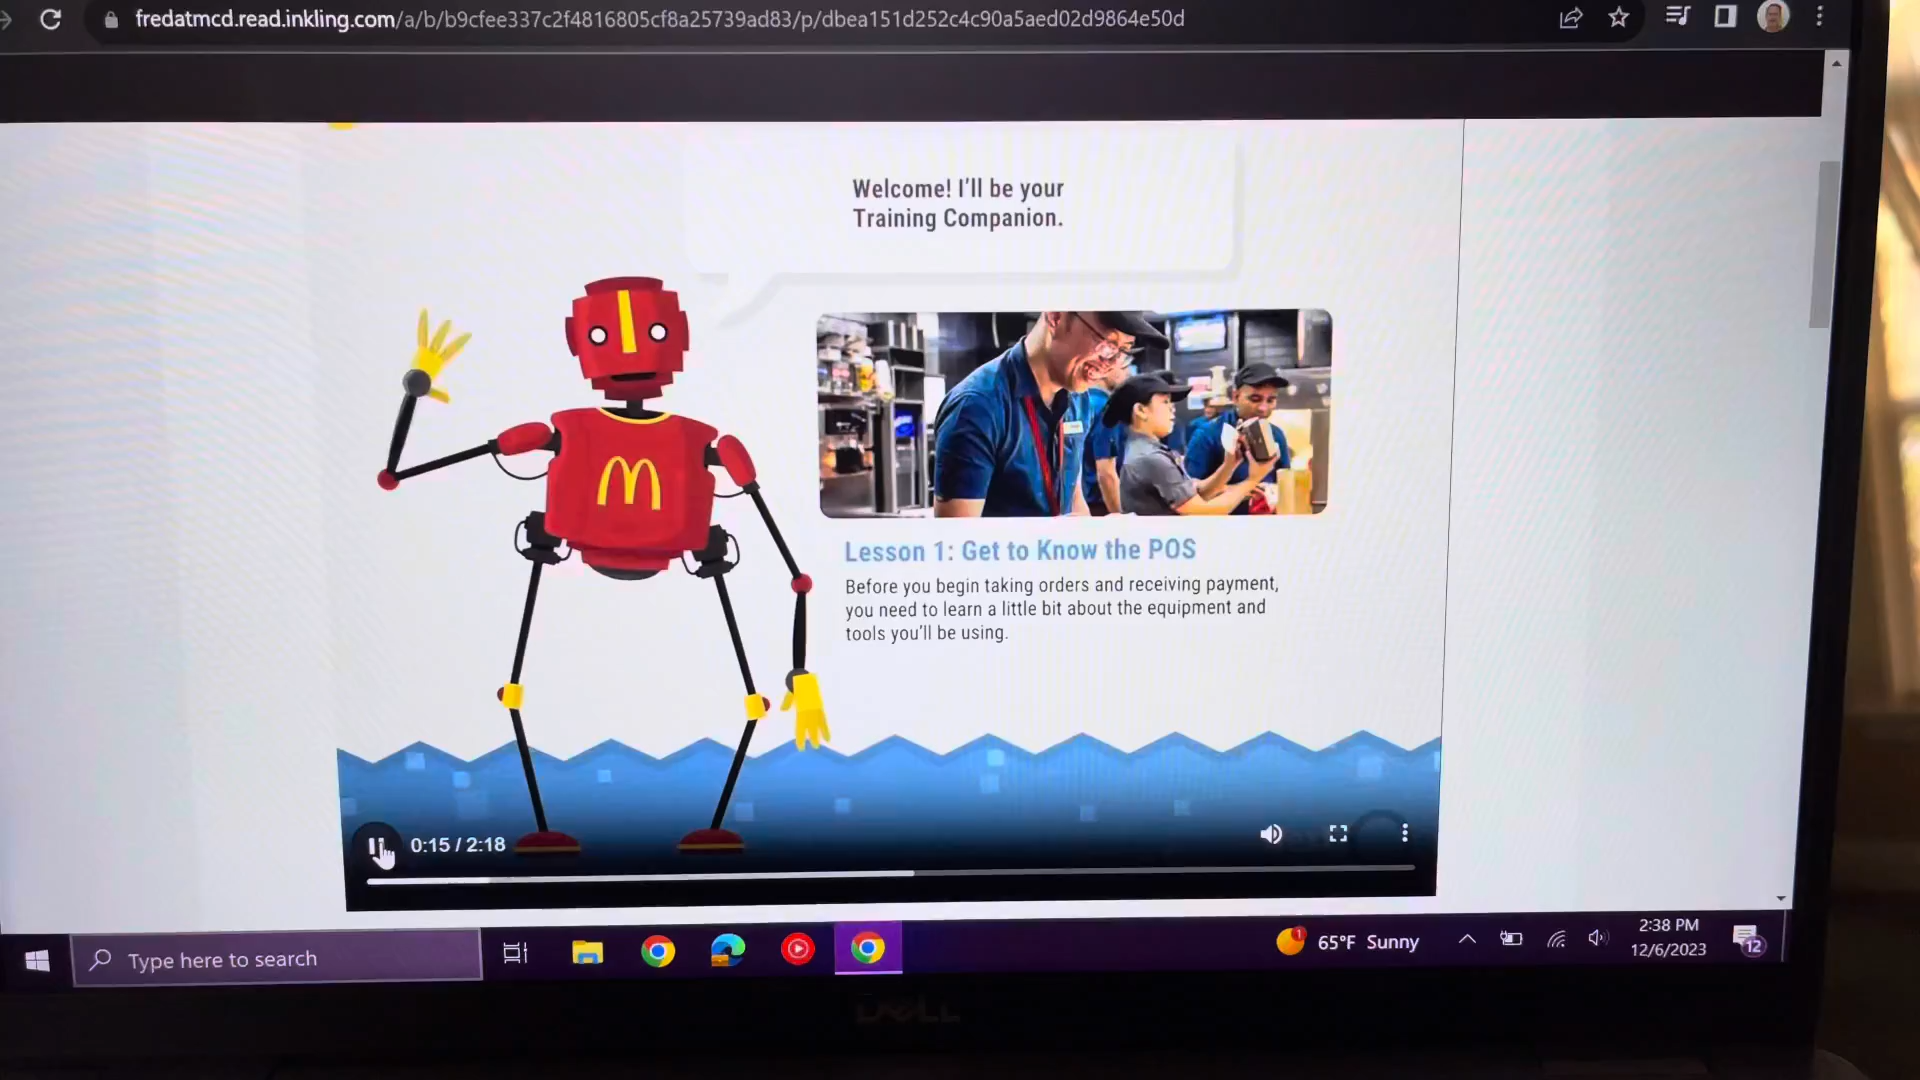 fredatmcd.read.inkling.com/a/b/b9cfee337c2f4816805cf8a25739ad83/p/dbea151d252c4c90a5aed02d9864e50d
Welcome! I'll be your
Training Companion.
Lesson 1: Get to Know the POS
Before you begin taking orders and receiving payment,
you need to learn a little bit about the equipment and
tools you'll be using.
0:15 / 2:18
Type here to search
1
65°F Sunny
2:38 PM
12/6/2023
12
DELL